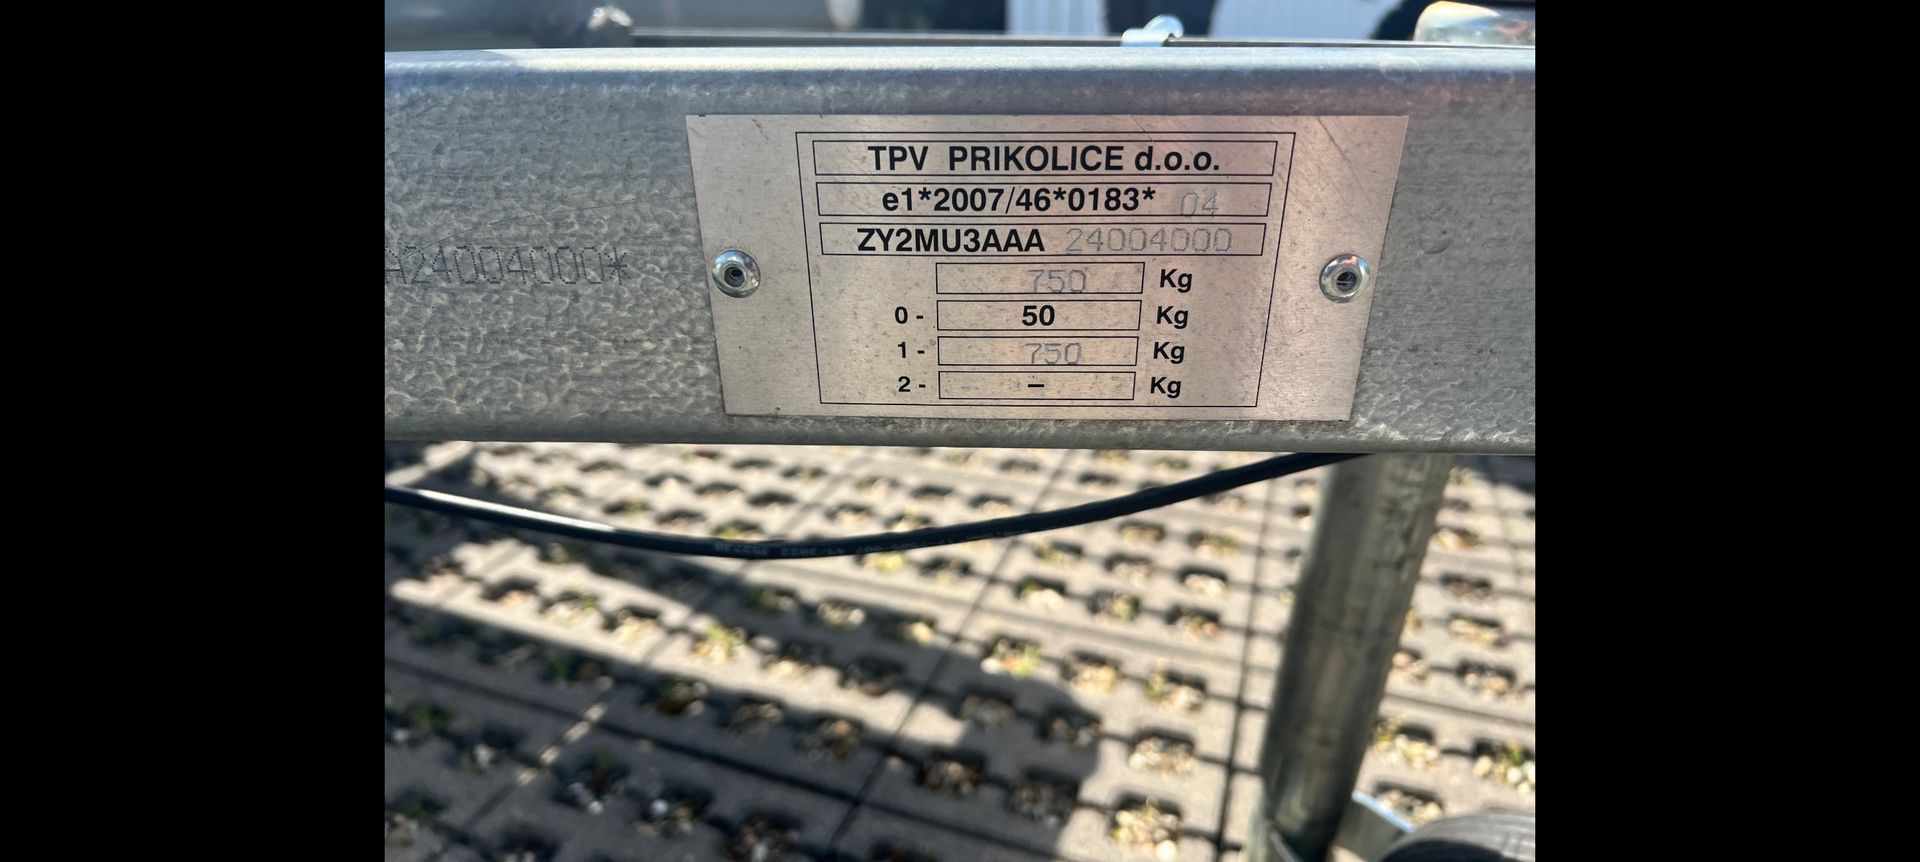 TPV PRIKOLICE d.o.o.
e1*2007/46*0183* 04
ZY2MU3AAA 24004000
750 Kg
0 - 50 Kg
1 - 750 Kg
2 - – Kg
A24004000*